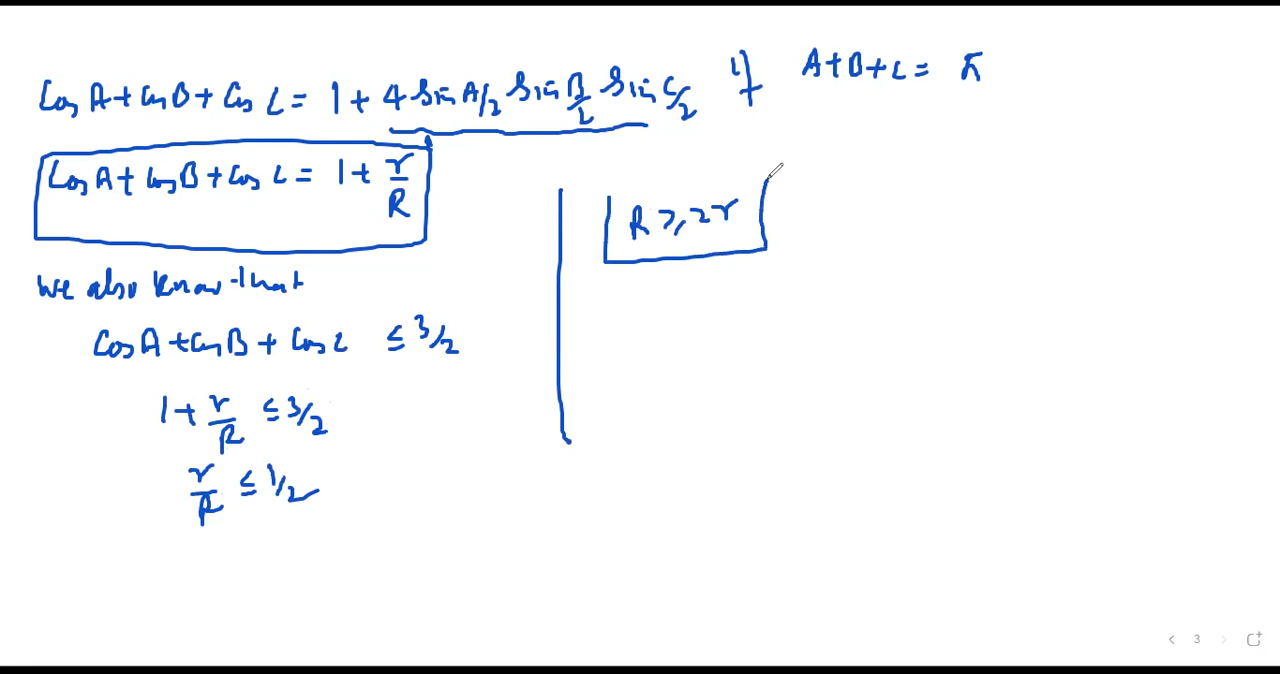 Cos A + Cos B + Cos C = 1 + 4 Sin A/2 Sin B/2 Sin C/2 if A+B+C = π
Cos A + Cos B + Cos C = 1 + r/R
We also know that
Cos A + Cos B + Cos C ≤ 3/2
1 + r/R ≤ 3/2
r/R ≤ 1/2
R ≥ 2r
3